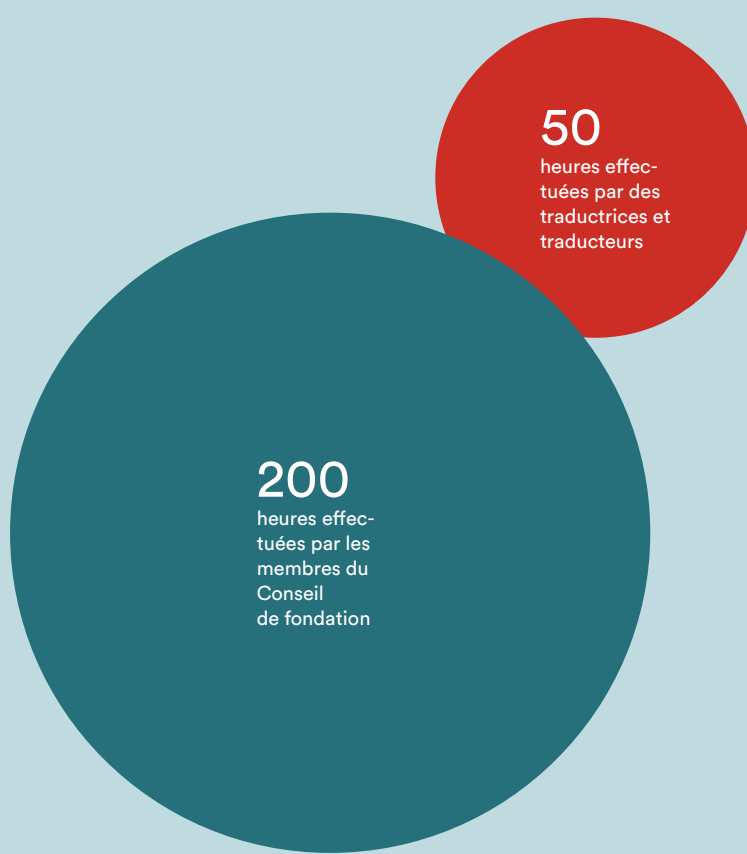 50
heures effec-
tuées par des
traductrices et
traducteurs
200
heures effec-
tuées par les
membres du
Conseil
de fondation